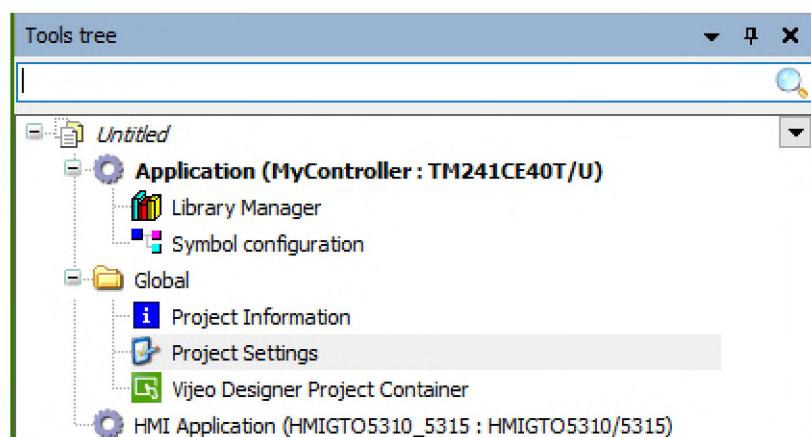 Tools tree
Untitled
Application (MyController : TM241CE40T/U)
Library Manager
Symbol configuration
Global
Project Information
Project Settings
Vijeo Designer Project Container
HMI Application (HMIGTO5310_5315 : HMIGTO5310/5315)